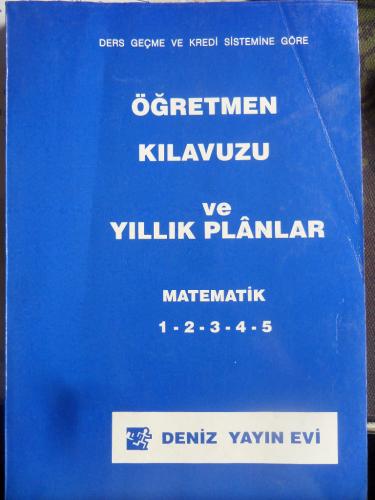 DERS GEÇME VE KREDİ SİSTEMİNE GÖRE
ÖĞRETMEN
KILAVUZU
ve
YILLIK PLÂNLAR
MATEMATİK
1 - 2 - 3 - 4 - 5
DENİZ YAYIN EVİ